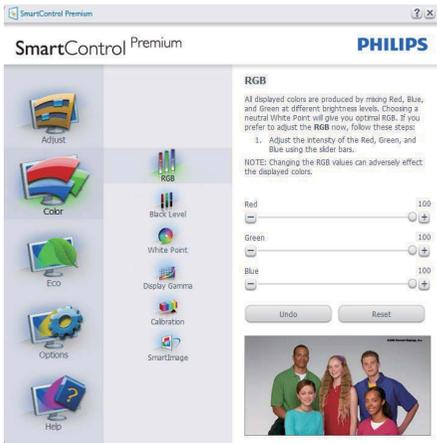 SmartControl Premium
SmartControl Premium
PHILIPS
Adjust
Color
Eco
Options
Help
RGB
Black Level
White Point
Display Gamma
Calibration
SmartImage
RGB
All displayed colors are produced by mixing Red, Blue,
and Green at different brightness levels. Choosing a
neutral White Point will give you optimal RGB. If you
prefer to adjust the RGB now, follow these steps:
1. Adjust the intensity of the Red, Green, and
Blue using the slider bars.
NOTE: Changing the RGB values can adversely effect
the displayed colors.
Red 100
Green 100
Blue 100
Undo Reset